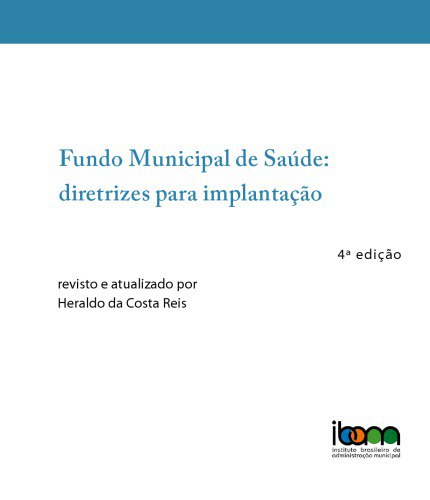 Fundo Municipal de Saúde:
diretrizes para implantação
4ª edição
revisto e atualizado por
Heraldo da Costa Reis
ibam
instituto brasileiro de
administração municipal